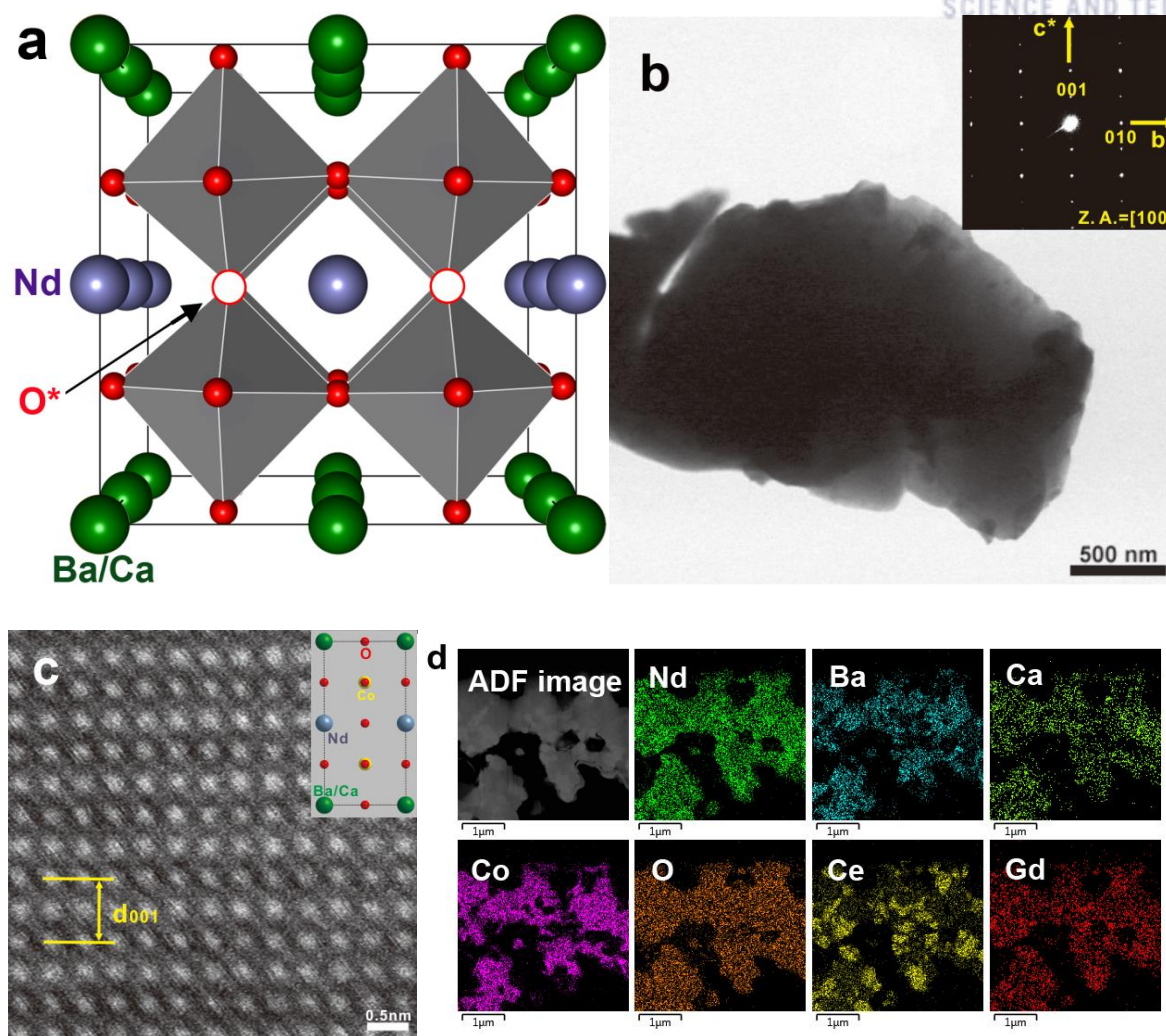 SCIENCE AND
a
Nd
O*
Ba/Ca
b
c*
001
010 b
Z. A.=[100
500 nm
c
O
Co
Nd
Ba/Ca
d001
0.5nm
d
ADF image
Nd
Ba
Ca
1μm
1μm
1μm
1μm
Co
O
Ce
Gd
1μm
1μm
1μm
1μm